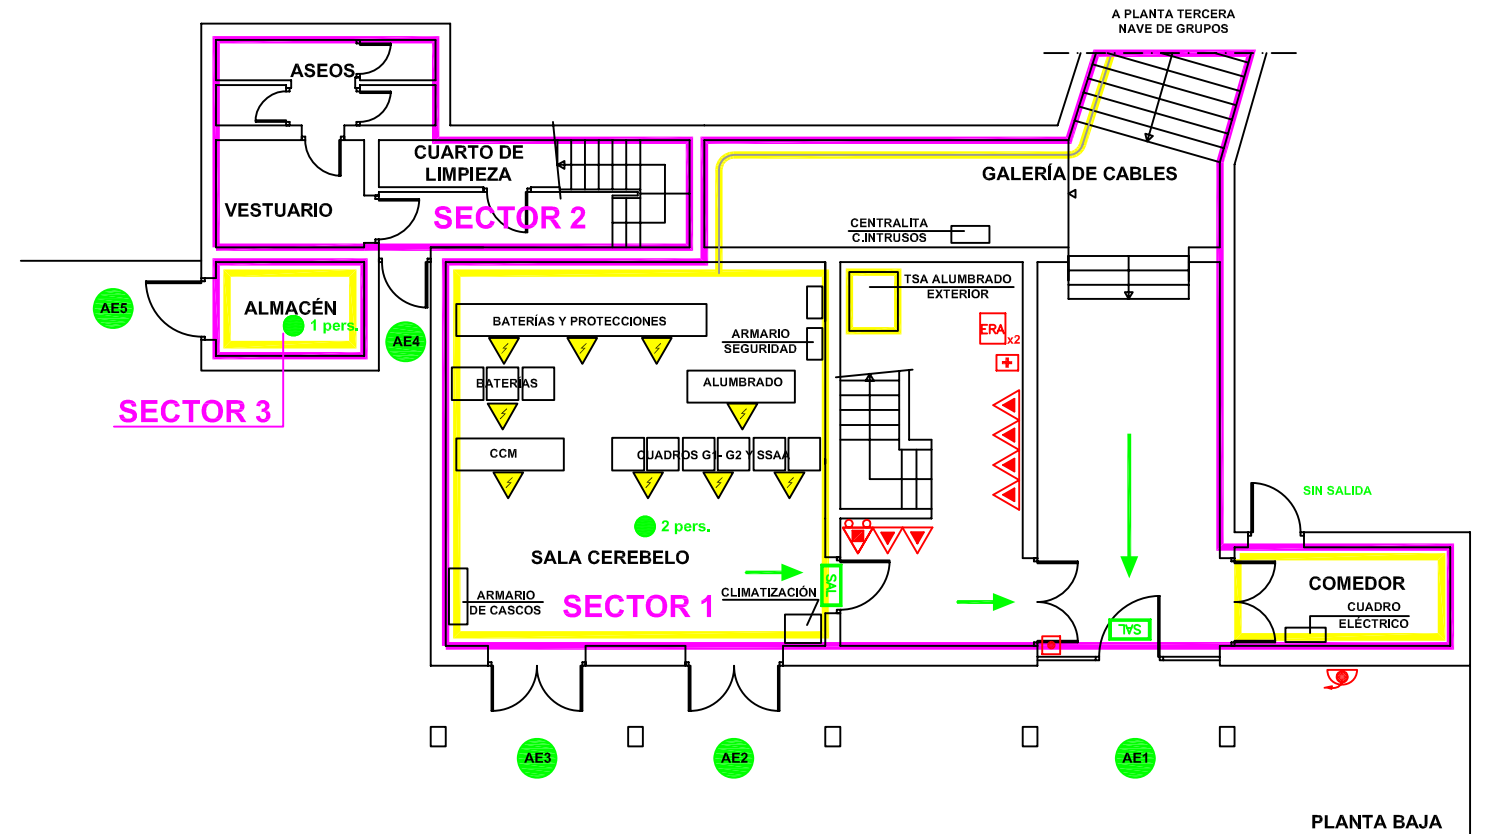 A PLANTA TERCERA
NAVE DE GRUPOS
ASEOS
CUARTO DE
LIMPIEZA
GALERÍA DE CABLES
VESTUARIO
SECTOR 2
CENTRALITA
C.INTRUSOS
TSA ALUMBRADO
EXTERIOR
AE5
ALMACÉN
1 pers.
AE4
BATERÍAS Y PROTECCIONES
ARMARIO
SEGURIDAD
ERA
x2
BATERÍAS
ALUMBRADO
SECTOR 3
CCM
CUADROS G1- G2 Y SSAA
SIN SALIDA
2 pers.
SALA CEREBELO
SAL
CLIMATIZACIÓN
ARMARIO
DE CASCOS
SECTOR 1
COMEDOR
CUADRO
ELÉCTRICO
SAL
AE3
AE2
AE1
PLANTA BAJA